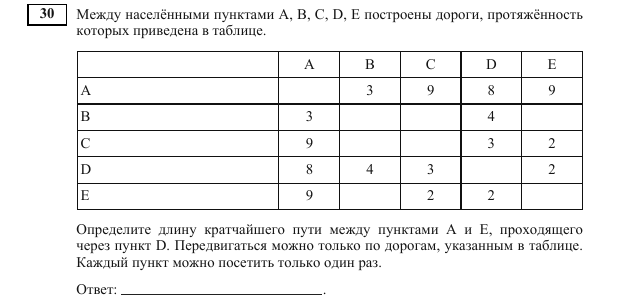 30
Между населёнными пунктами A, B, C, D, E построены дороги, протяжённость
которых приведена в таблице.
A B C D E
A 3 9 8 9
B 3 4
C 9 3 2
D 8 4 3 2
E 9 2 2
Определите длину кратчайшего пути между пунктами A и E, проходящего
через пункт D. Передвигаться можно только по дорогам, указанным в таблице.
Каждый пункт можно посетить только один раз.
Ответ: ___________________________.